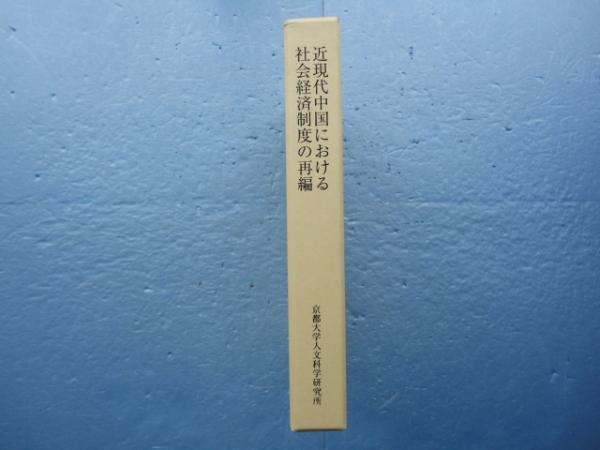 近現代中国における
社会経済制度の再編
京都大学人文科学研究所